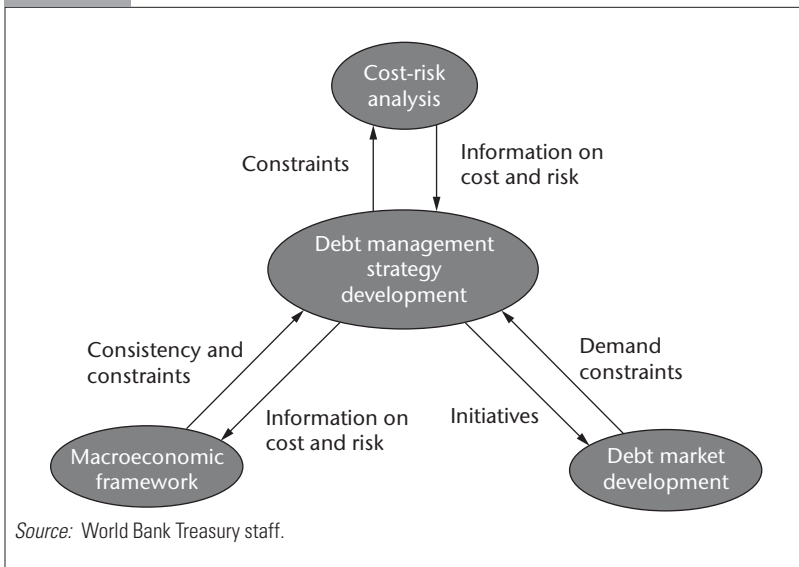 Cost-risk
analysis
Constraints
Information on
cost and risk
Debt management
strategy
development
Consistency and
constraints
Demand
constraints
Information on
cost and risk
Initiatives
Macroeconomic
framework
Debt market
development
Source: World Bank Treasury staff.